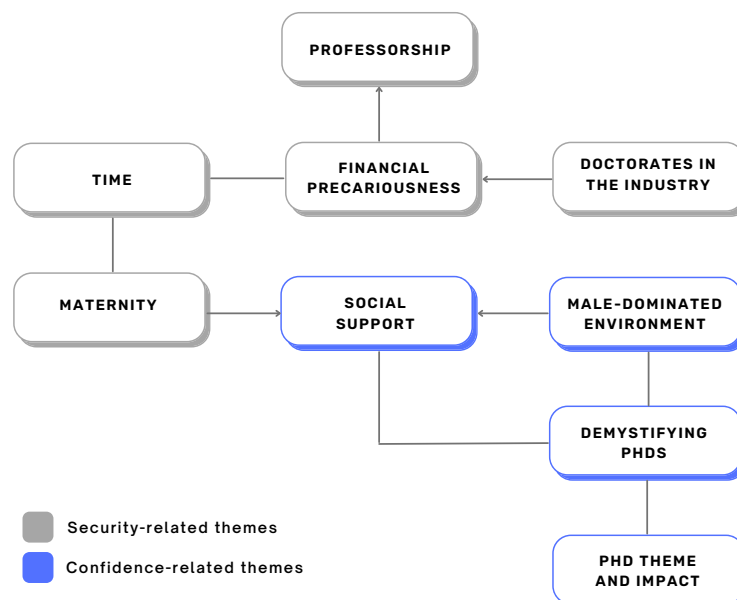 PROFESSORSHIP
TIME
FINANCIAL
PRECARIOUSNESS
DOCTORATES IN
THE INDUSTRY
MATERNITY
SOCIAL
SUPPORT
MALE-DOMINATED
ENVIRONMENT
DEMYSTIFYING
PHDS
PHD THEME
AND IMPACT
Security-related themes
Confidence-related themes